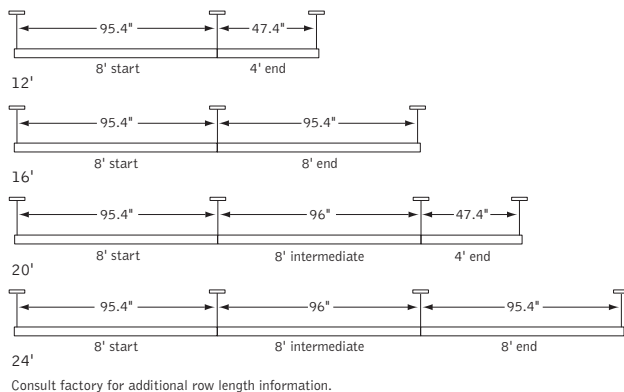 95.4" 47.4"
8' start 4' end
12'
95.4" 95.4"
8' start 8' end
16'
95.4" 96" 47.4"
8' start 8' intermediate 4' end
20'
95.4" 96" 95.4"
8' start 8' intermediate 8' end
24'
Consult factory for additional row length information.